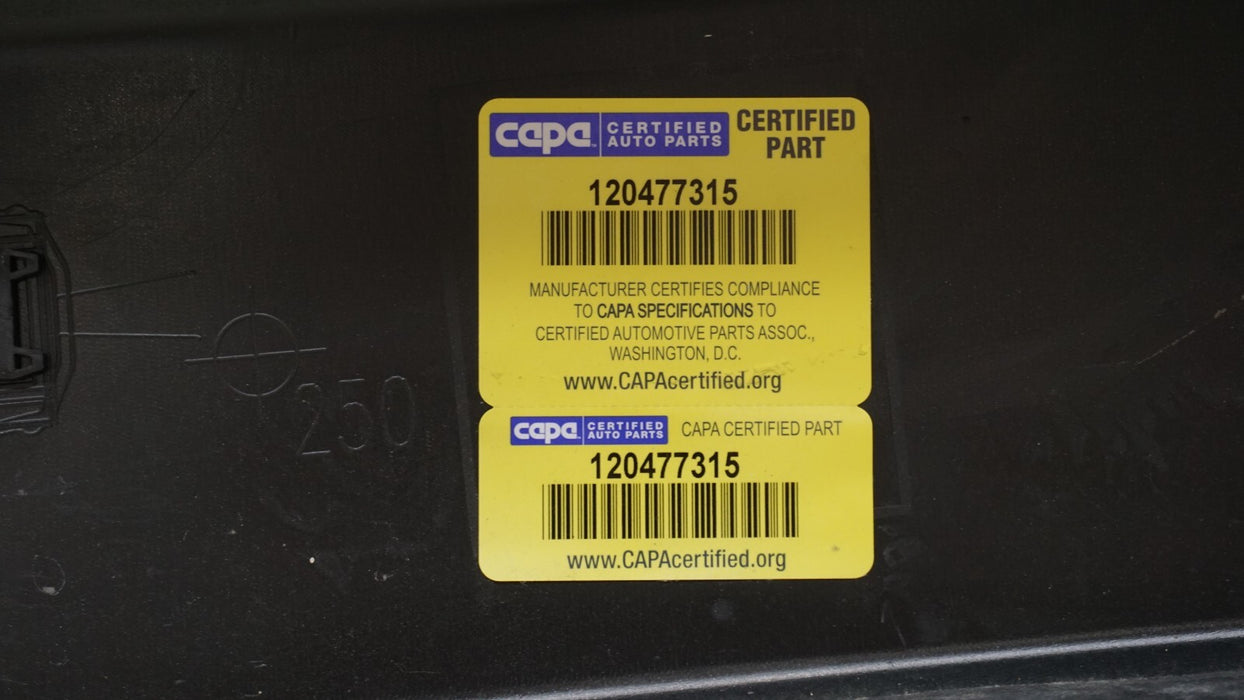 capa CERTIFIED AUTO PARTS
CERTIFIED PART
120477315
MANUFACTURER CERTIFIES COMPLIANCE
TO CAPA SPECIFICATIONS TO
CERTIFIED AUTOMOTIVE PARTS ASSOC.,
WASHINGTON, D.C.
www.CAPAcertified.org
250
capa CERTIFIED AUTO PARTS CAPA CERTIFIED PART
120477315
www.CAPAcertified.org